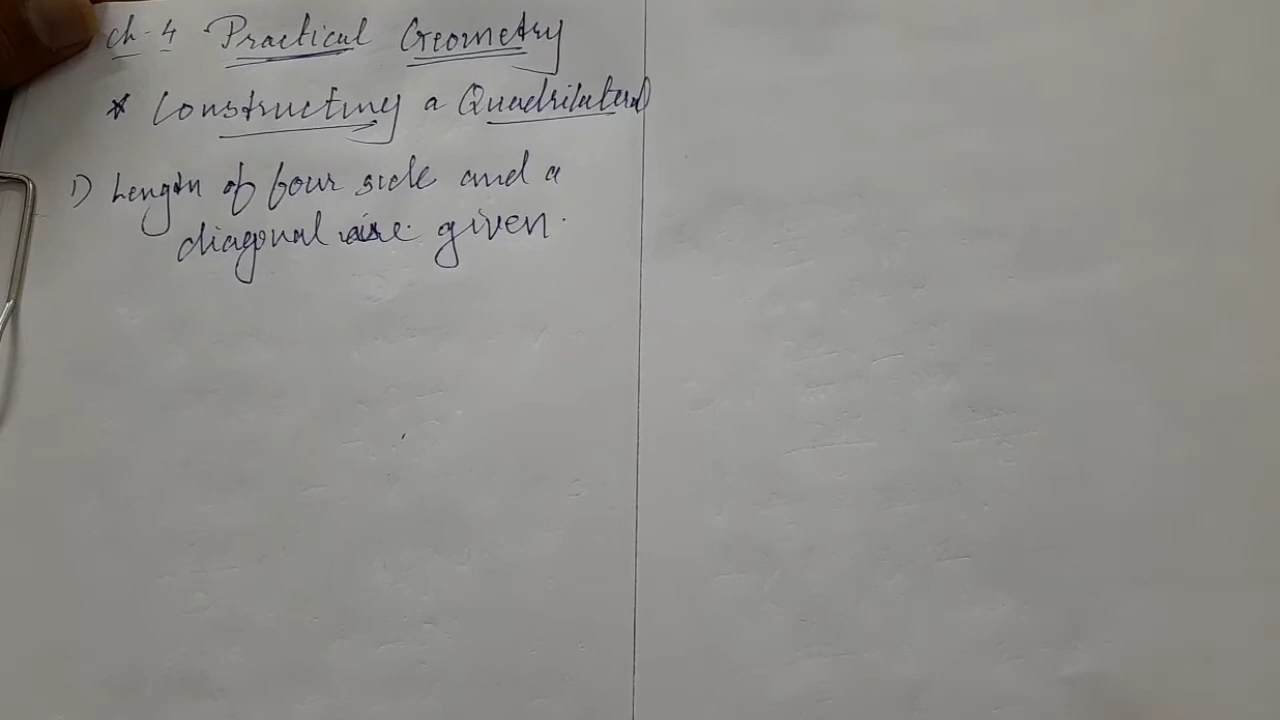 Ch-4 Practical Geometry
* Constructing a Quadrilateral
1) Length of four side and a
diagonal are given.